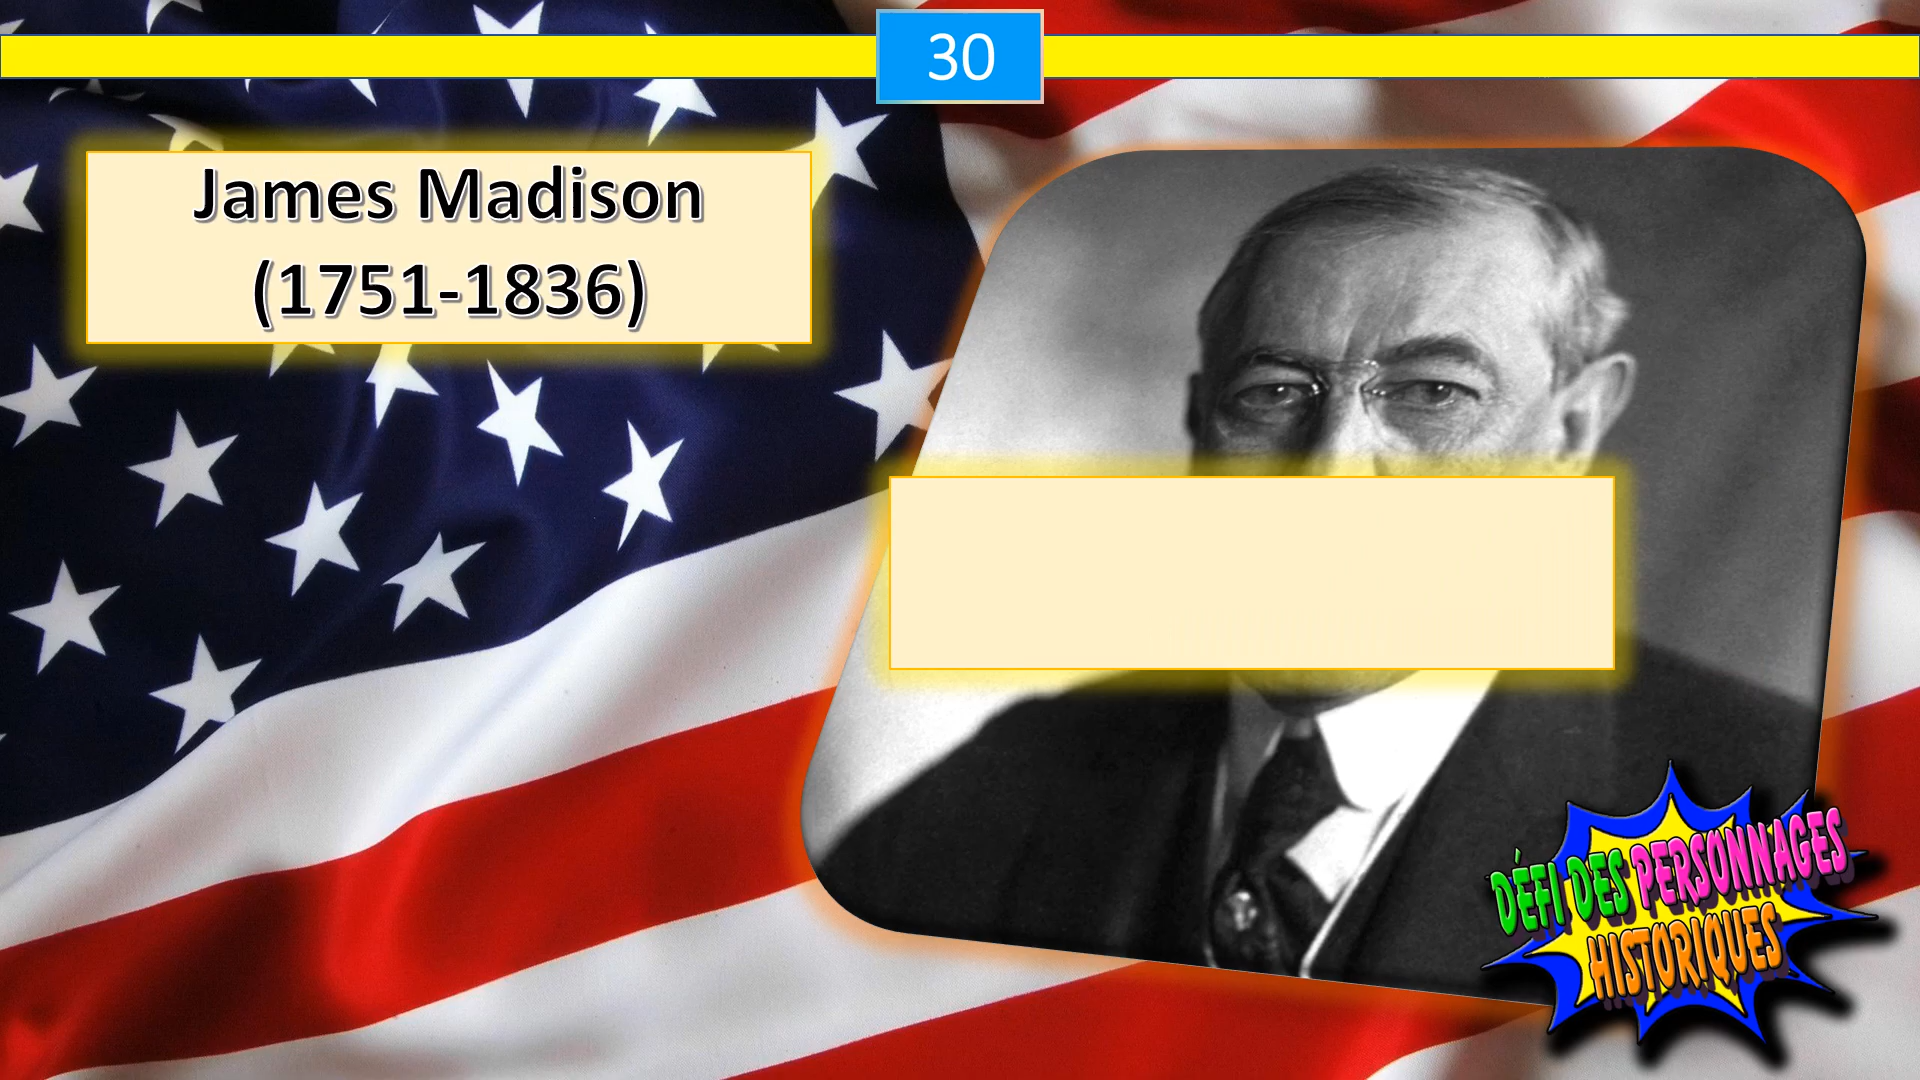 30
James Madison
(1751-1836)
DÉFI DES PERSONNAGES
HISTORIQUES